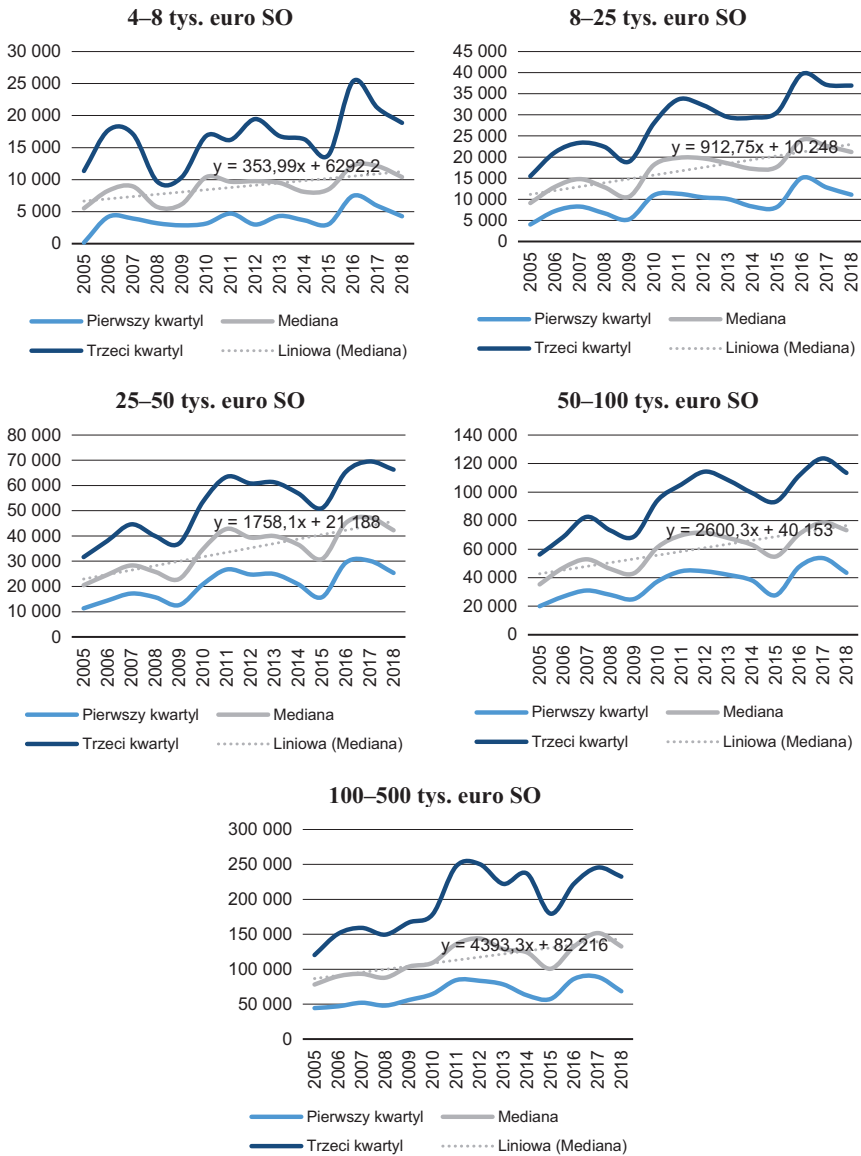 4–8 tys. euro SO
30 000
25 000
20 000
15 000
10 000
5 000
0
y = 353,99x + 6292,2
2005 2006 2007 2008 2009 2010 2011 2012 2013 2014 2015 2016 2017 2018
Pierwszy kwartyl Mediana
Trzeci kwartyl Liniowa (Mediana)
8–25 tys. euro SO
45 000
40 000
35 000
30 000
25 000
20 000
15 000
10 000
5 000
0
y = 912,75x + 10 248
2005 2006 2007 2008 2009 2010 2011 2012 2013 2014 2015 2016 2017 2018
Pierwszy kwartyl Mediana
Trzeci kwartyl Liniowa (Mediana)
25–50 tys. euro SO
80 000
70 000
60 000
50 000
40 000
30 000
20 000
10 000
0
y = 1758,1x + 21 188
2005 2006 2007 2008 2009 2010 2011 2012 2013 2014 2015 2016 2017 2018
Pierwszy kwartyl Mediana
Trzeci kwartyl Liniowa (Mediana)
50–100 tys. euro SO
140 000
120 000
100 000
80 000
60 000
40 000
20 000
0
y = 2600,3x + 40 153
2005 2006 2007 2008 2009 2010 2011 2012 2013 2014 2015 2016 2017 2018
Pierwszy kwartyl Mediana
Trzeci kwartyl Liniowa (Mediana)
100–500 tys. euro SO
300 000
250 000
200 000
150 000
100 000
50 000
0
y = 4393,3x + 82 216
2005 2006 2007 2008 2009 2010 2011 2012 2013 2014 2015 2016 2017 2018
Pierwszy kwartyl Mediana
Trzeci kwartyl Liniowa (Mediana)